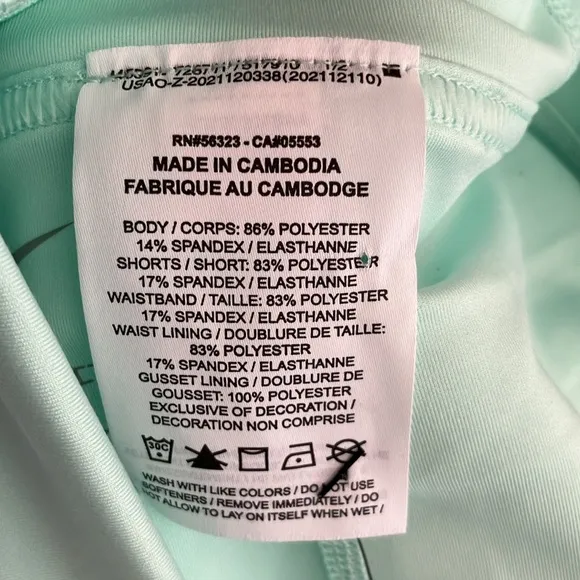 USAO-Z-2021120338(202112110)
RN#56323 - CA#05553
MADE IN CAMBODIA
FABRIQUE AU CAMBODGE
BODY / CORPS: 86% POLYESTER
14% SPANDEX / ELASTHANNE
SHORTS / SHORT: 83% POLYESTER
17% SPANDEX / ELASTHANNE
WAISTBAND / TAILLE: 83% POLYESTER
17% SPANDEX / ELASTHANNE
WAIST LINING / DOUBLURE DE TAILLE:
83% POLYESTER
17% SPANDEX / ELASTHANNE
GUSSET LINING / DOUBLURE DE
GOUSSET: 100% POLYESTER
EXCLUSIVE OF DECORATION /
DECORATION NON COMPRISE
30C
WASH WITH LIKE COLORS / DO NOT USE
SOFTENERS / REMOVE IMMEDIATELY / DO
NOT ALLOW TO LAY ON ITSELF WHEN WET /